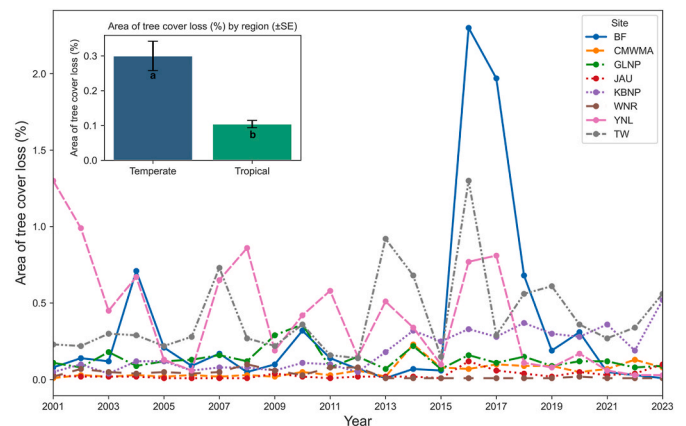 Area of tree cover loss (%) by region (±SE)
Area of tree cover loss (%)
0.3
0.2
0.1
0.0
a
b
Temperate
Tropical
Site
BF
CMWMA
GLNP
JAU
KBNP
WNR
YNL
TW
Area of tree cover loss (%)
2.0
1.5
1.0
0.5
0.0
2001
2003
2005
2007
2009
2011
2013
2015
2017
2019
2021
2023
Year